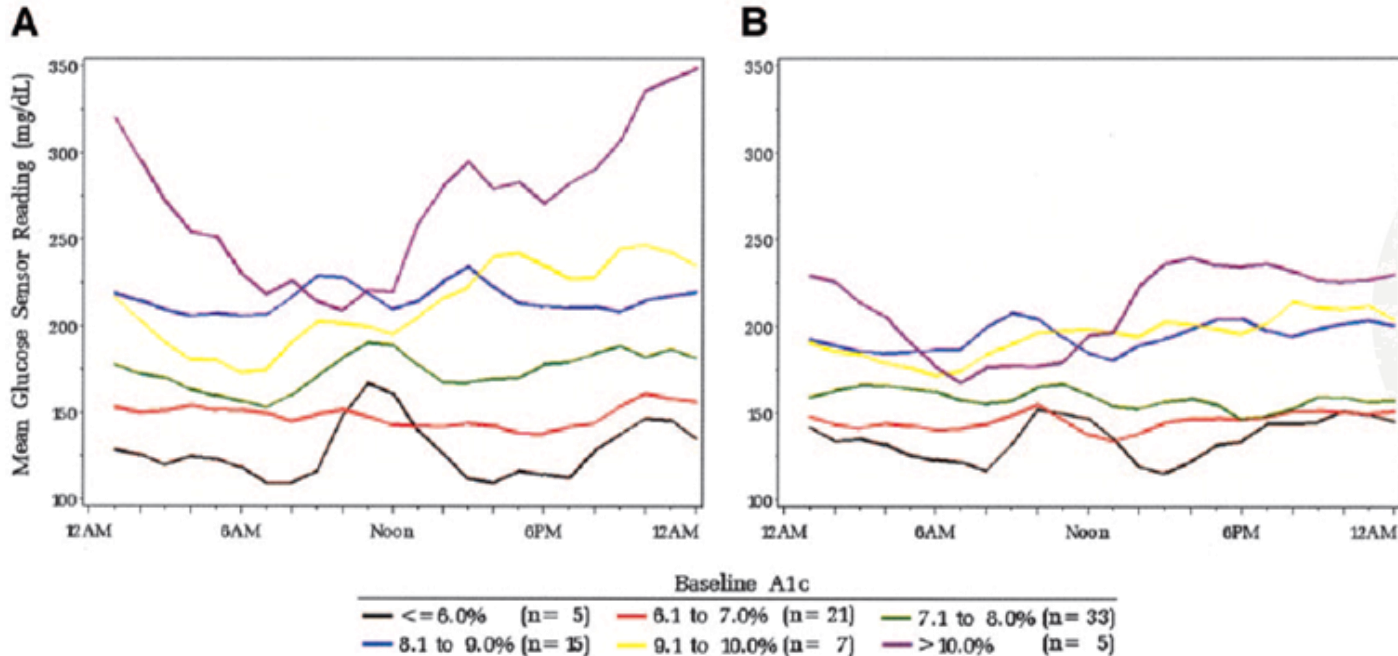 A
B
Mean Glucose Sensor Reading (mg/dL)
350
300
250
200
150
100
12AM 6AM Noon 6PM 12AM
350
300
250
200
150
100
12AM 6AM Noon 6PM 12AM
Baseline A1c
<=6.0% (n= 5) 6.1 to 7.0% (n= 21) 7.1 to 8.0% (n= 33)
8.1 to 9.0% (n= 15) 9.1 to 10.0% (n= 7) >10.0% (n= 5)